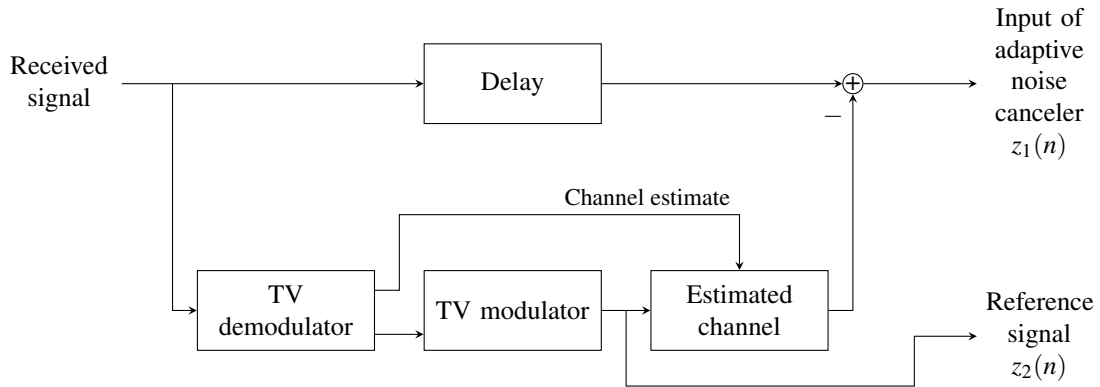 Received
signal
Delay
+
−
Input of
adaptive
noise
canceler
z₁(n)
Channel estimate
TV
demodulator
TV modulator
Estimated
channel
Reference
signal
z₂(n)